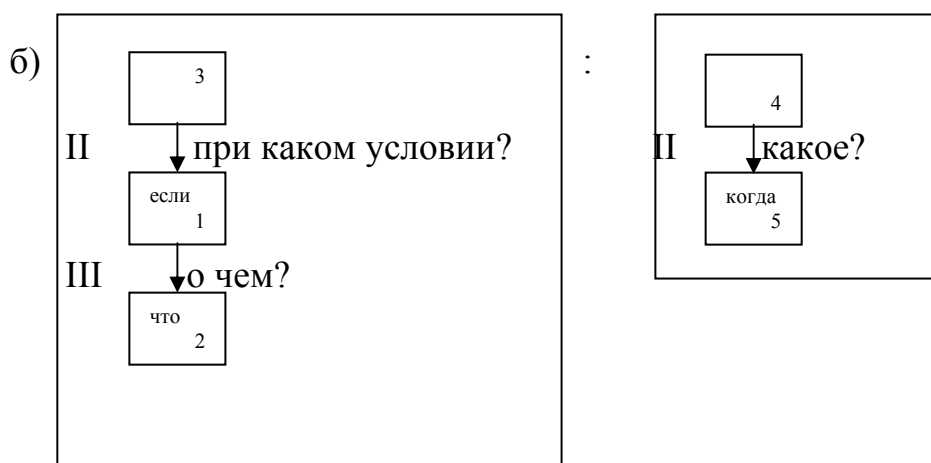 б)
3
:
4
II при каком условии?
II какое?
если
1
когда
5
III о чем?
что
2